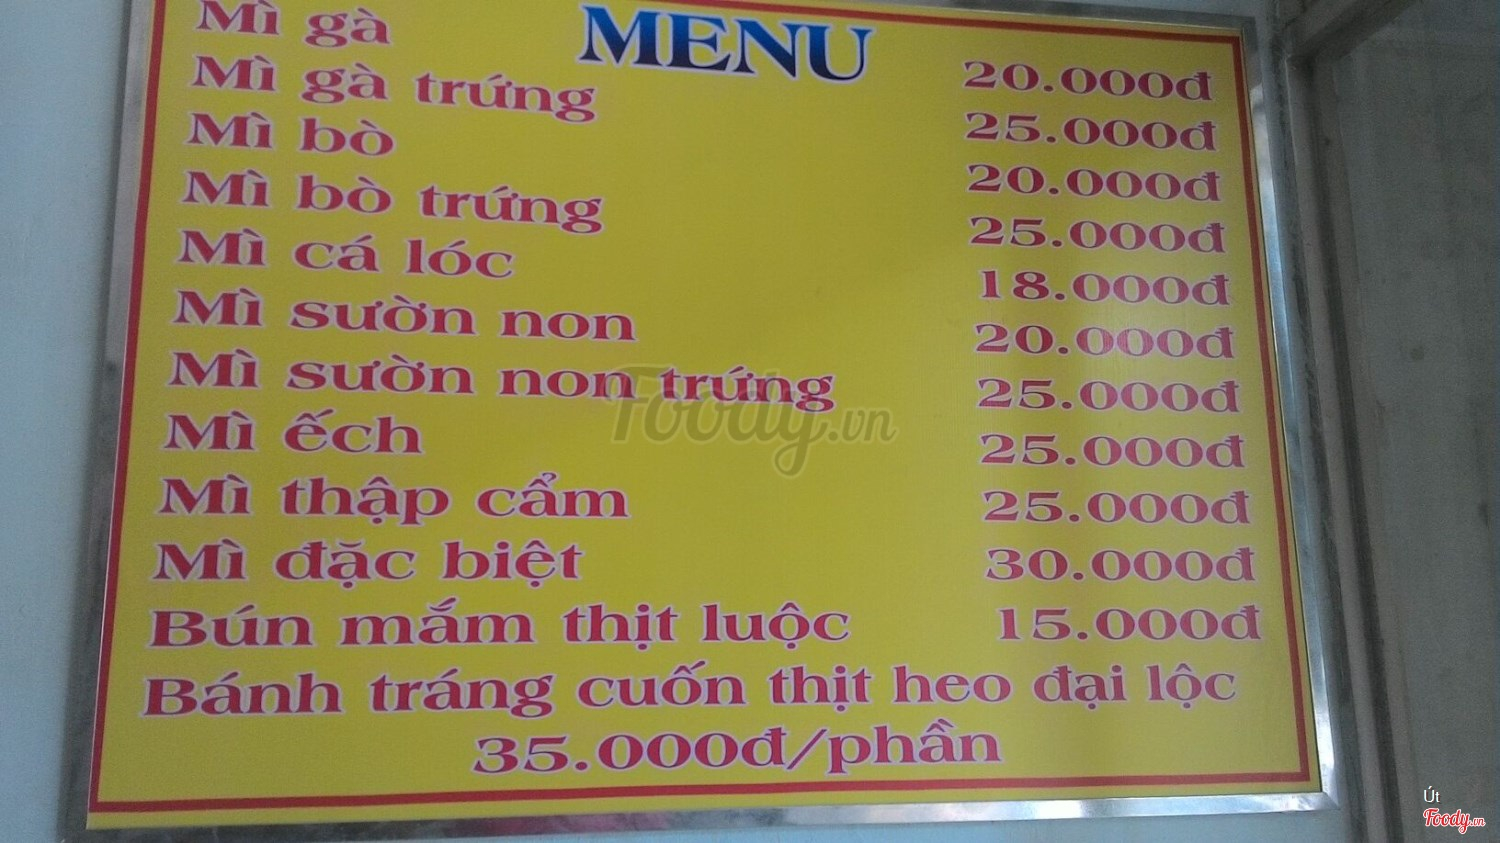 MENU
Mì gà 20.000đ
Mì gà trứng 25.000đ
Mì bò 20.000đ
Mì bò trứng 25.000đ
Mì cá lóc 18.000đ
Mì sườn non 20.000đ
Mì sườn non trứng 25.000đ
Mì ếch 25.000đ
Mì thập cẩm 25.000đ
Mì đặc biệt 30.000đ
Bún mắm thịt luộc 15.000đ
Bánh tráng cuốn thịt heo đại lộc
35.000đ/phần
Foody.vn
Út
Foody.vn